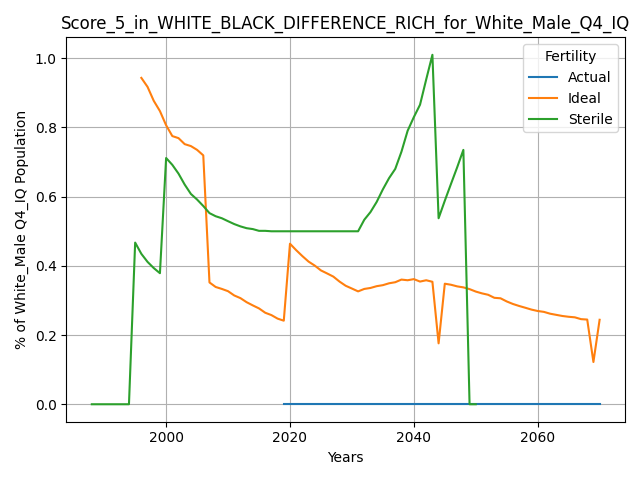 Score_5_in_WHITE_BLACK_DIFFERENCE_RICH_for_White_Male_Q4_IQ
% of White_Male Q4_IQ Population
1.0
0.8
0.6
0.4
0.2
0.0
Fertility
Actual
Ideal
Sterile
2000
2020
2040
2060
Years